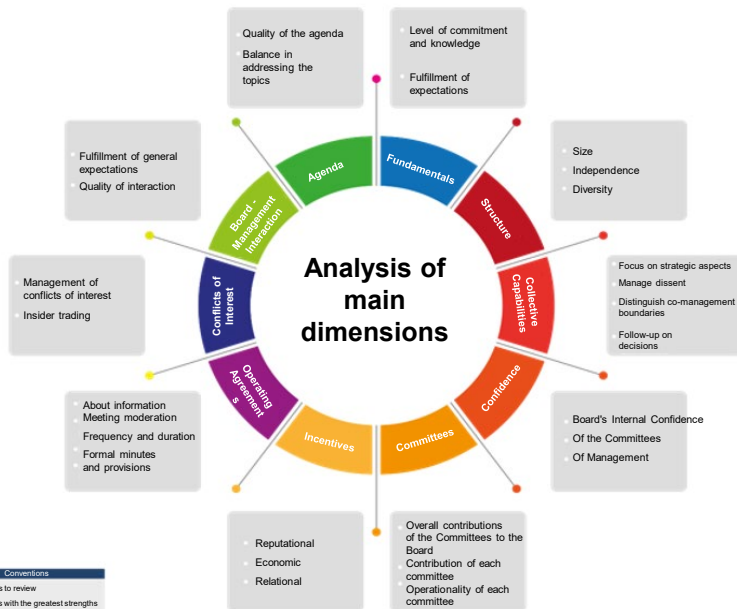 Quality of the agenda
Balance in
addressing the
topics
Level of commitment
and knowledge
Fulfillment of
expectations
Fulfillment of general
expectations
Quality of interaction
Size
Independence
Diversity
Management of
conflicts of interest
Insider trading
Focus on strategic aspects
Manage dissent
Distinguish co-management
boundaries
Follow-up on
decisions
About information
Meeting moderation
Frequency and duration
Formal minutes
and provisions
Board's Internal Confidence
Of the Committees
Of Management
Reputational
Economic
Relational
Overall contributions
of the Committees to the
Board
Contribution of each
committee
Operationality of each
committee
Agenda
Fundamentals
Structure
Collective
Capabilities
Confidence
Committees
Incentives
Operating
Agreement
s
Conflicts of
Interest
Board -
Management
Interaction
Analysis of
main
dimensions
Conventions
to review
with the greatest strengths